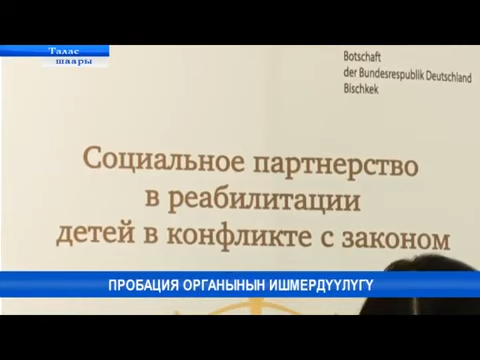 Талас
шаары
Botschaft
der Bundesrepublik Deutschland
Bischkek
Социальное партнерство
в реабилитации
детей в конфликте с законом
ПРОБАЦИЯ ОРГАНЫНЫН ИШМЕРДҮҮЛҮГҮ